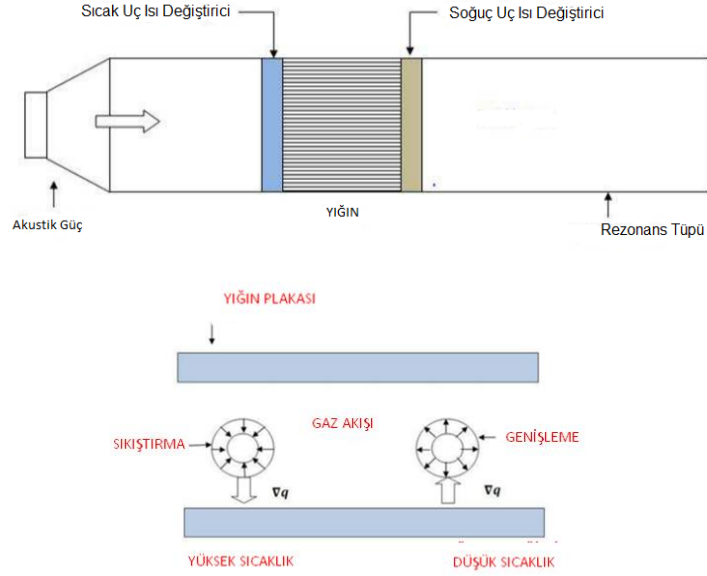 Sıcak Uç Isı Değiştirici
Soğuç Uç Isı Değiştirici
YIĞIN
Akustik Güç
Rezonans Tüpü
YIĞIN PLAKASI
GAZ AKIŞI
SIKIŞTIRMA
GENİŞLEME
∇q
∇q
YÜKSEK SICAKLIK
DÜŞÜK SICAKLIK